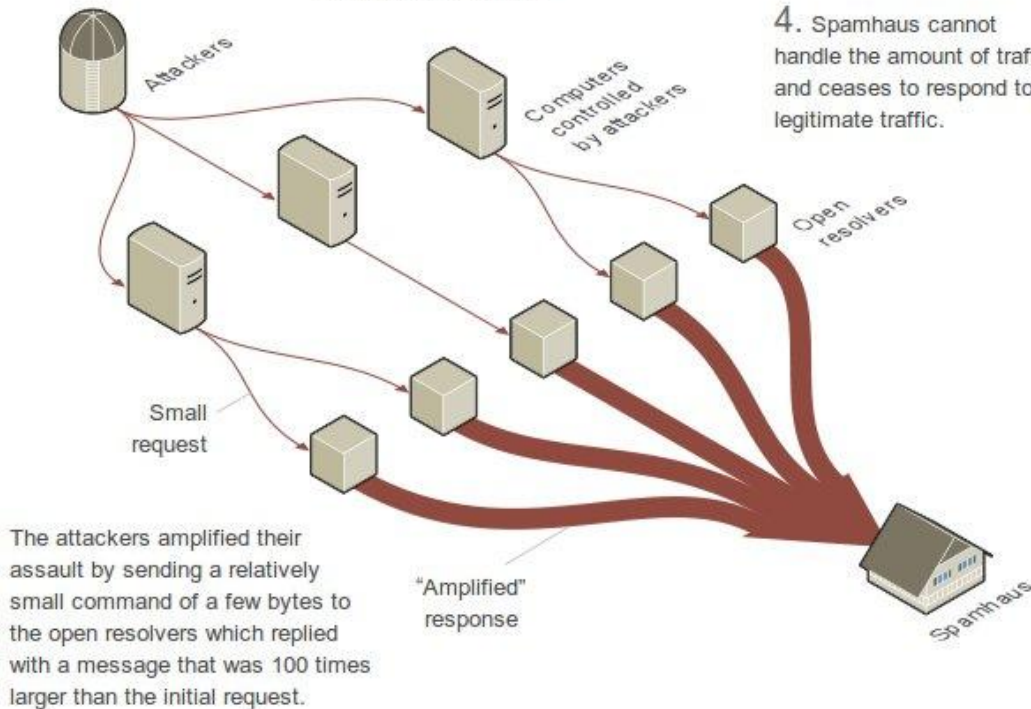 Attackers
Computers
controlled
by attackers
4. Spamhaus cannot
handle the amount of traf
and ceases to respond to
legitimate traffic.
Open
resolvers
Small
request
The attackers amplified their
assault by sending a relatively
small command of a few bytes to
the open resolvers which replied
with a message that was 100 times
larger than the initial request.
“Amplified”
response
Spamhaus